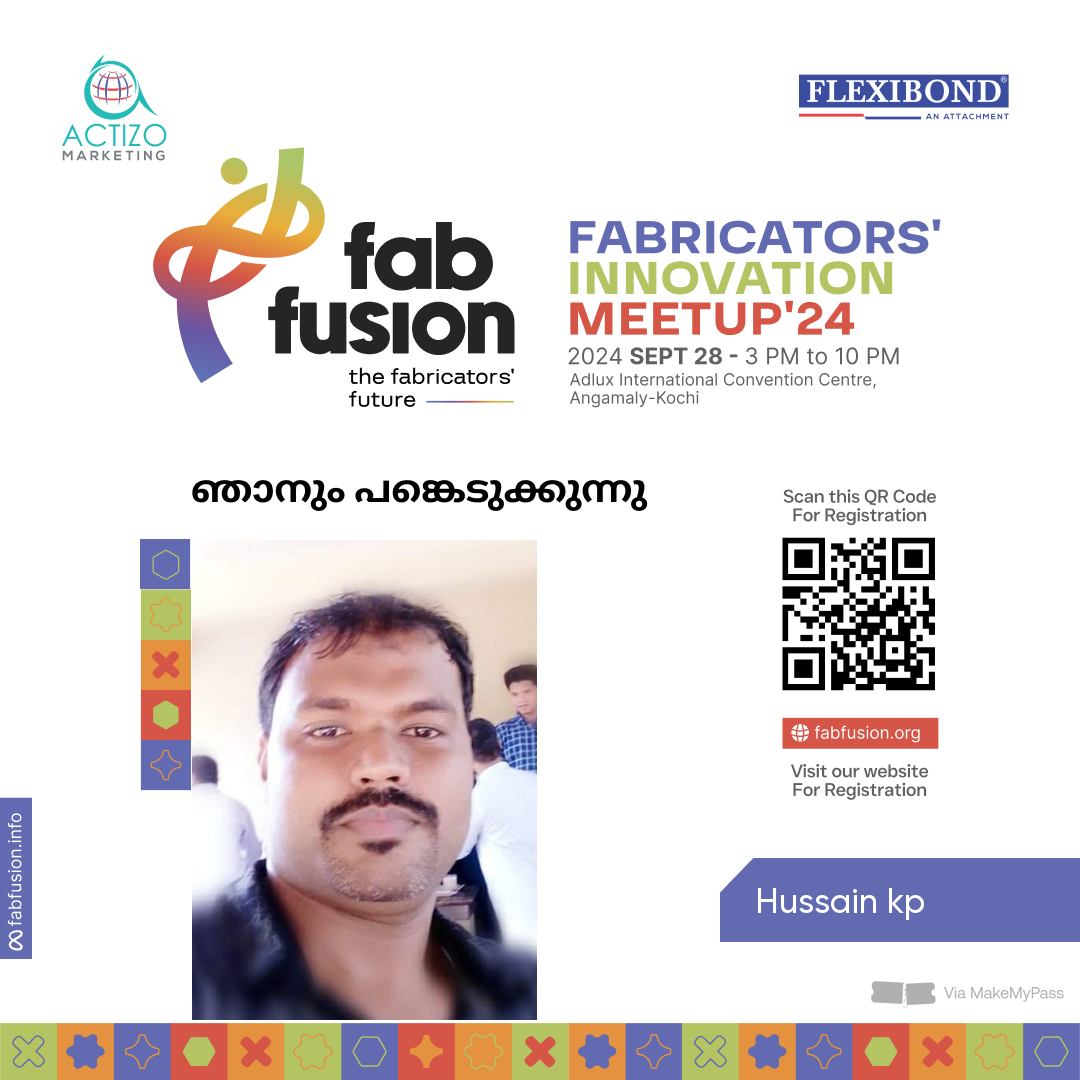 ACTIZO
MARKETING
FLEXIBOND®
AN ATTACHMENT
fab
fusion
the fabricators'
future
FABRICATORS'
INNOVATION
MEETUP'24
2024 SEPT 28 - 3 PM to 10 PM
Adlux International Convention Centre,
Angamaly-Kochi
ഞാനും പങ്കെടുക്കുന്നു
Scan this QR Code
For Registration
fabfusion.org
Visit our website
For Registration
fabfusion.info
Hussain kp
Via MakeMyPass